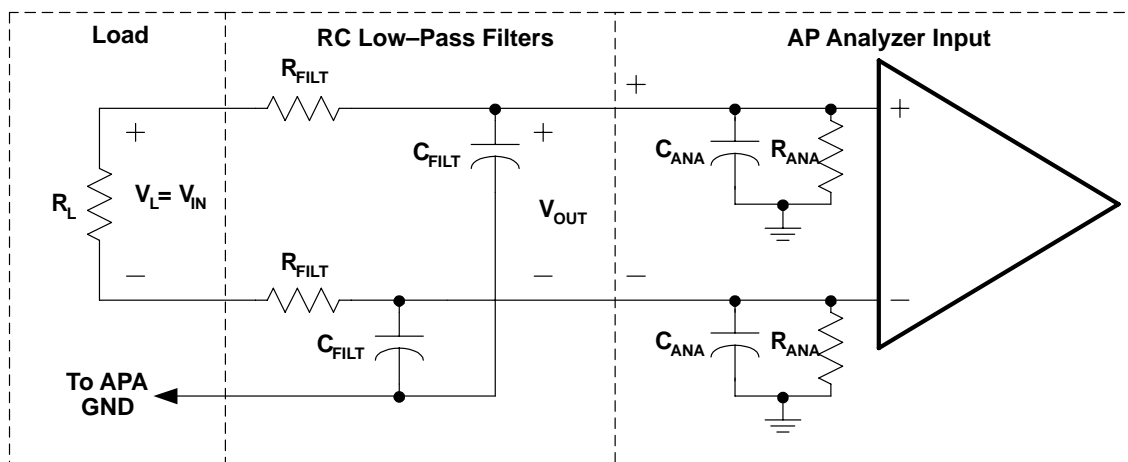 Load
RC Low–Pass Filters
AP Analyzer Input
R_FILT
+
+
+
+
C_FILT
C_ANA
R_ANA
R_L
V_L= V_IN
V_OUT
−
R_FILT
−
−
−
C_FILT
C_ANA
R_ANA
To APA
GND